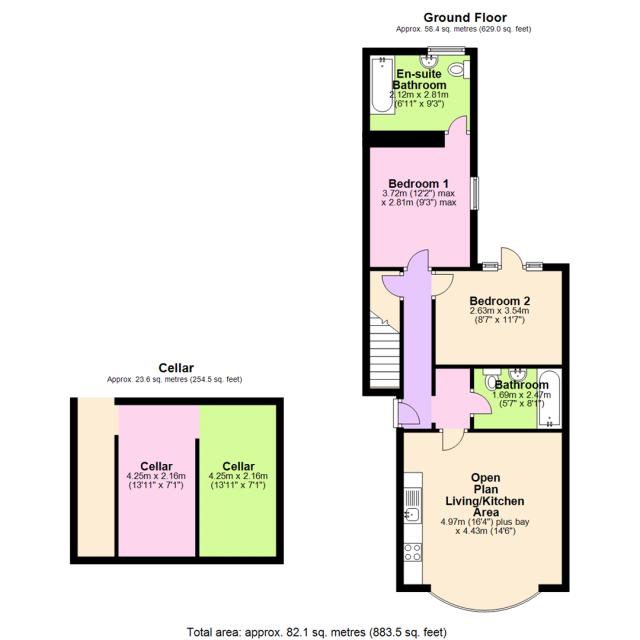 Ground Floor
Approx. 58.4 sq. metres (629.0 sq. feet)
En-suite
Bathroom
2.12m x 2.81m
(6'11" x 9'3")
Bedroom 1
3.72m (12'2") max
x 2.81m (9'3") max
Bedroom 2
2.63m x 3.54m
(8'7" x 11'7")
Bathroom
1.69m x 2.47m
(5'7" x 8'1")
Open
Plan
Living/Kitchen
Area
4.97m (16'4") plus bay
x 4.43m (14'6")
Cellar
Approx. 23.6 sq. metres (254.5 sq. feet)
Cellar
4.25m x 2.16m
(13'11" x 7'1")
Cellar
4.25m x 2.16m
(13'11" x 7'1")
Total area: approx. 82.1 sq. metres (883.5 sq. feet)